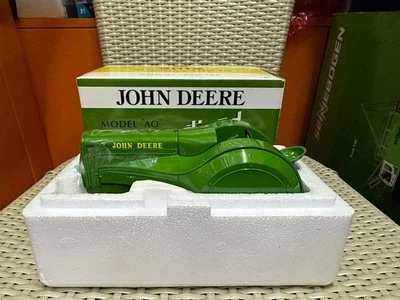 JOHN DEERE
MODEL "AO"
JOHN DEERE
SENNEBOGEN